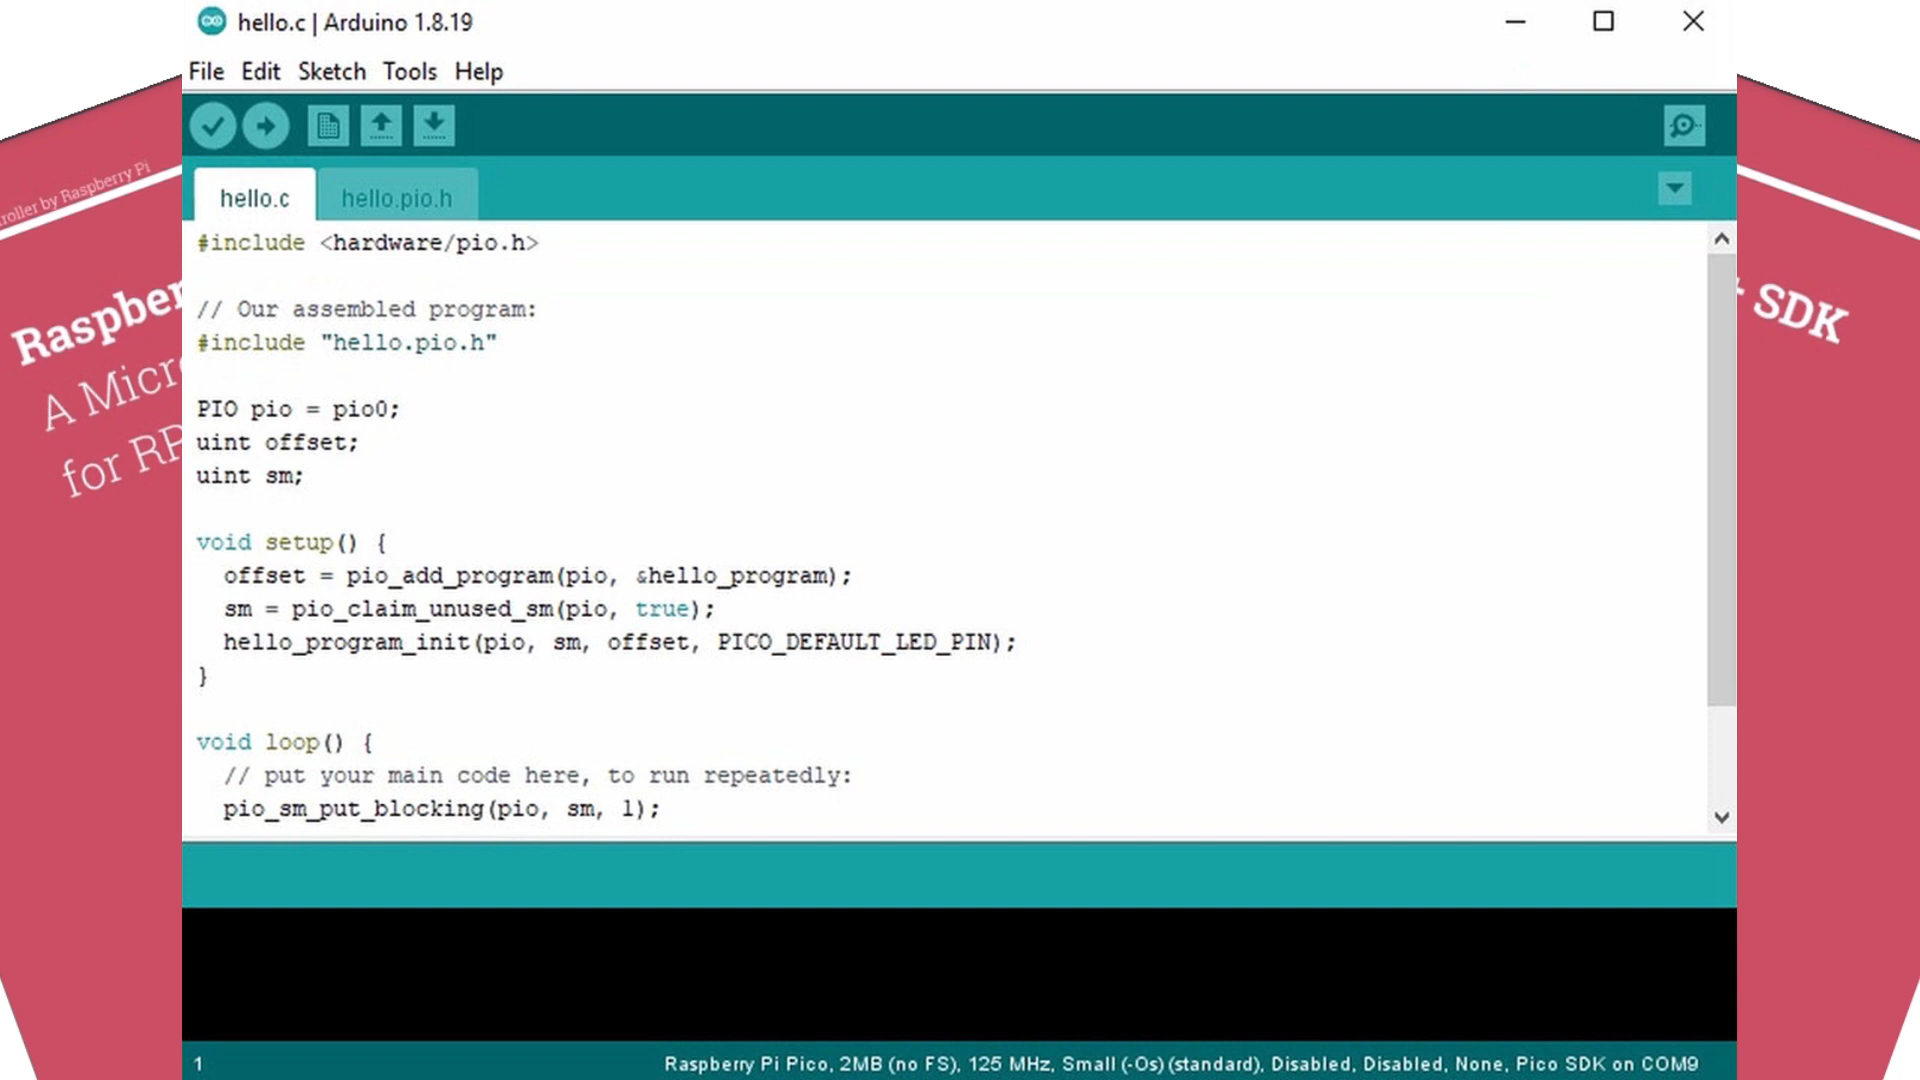 hello.c | Arduino 1.8.19
File Edit Sketch Tools Help
hello.c hello.pio.h
#include <hardware/pio.h>
// Our assembled program:
#include "hello.pio.h"
PIO pio = pio0;
uint offset;
uint sm;
void setup() {
offset = pio_add_program(pio, &hello_program);
sm = pio_claim_unused_sm(pio, true);
hello_program_init(pio, sm, offset, PICO_DEFAULT_LED_PIN);
}
void loop() {
// put your main code here, to run repeatedly:
pio_sm_put_blocking(pio, sm, 1);
1 Raspberry Pi Pico, 2MB (no FS), 125 MHz, Small (-Os) (standard), Disabled, Disabled, None, Pico SDK on COM9
by Raspberry Pi
A
for
SDK